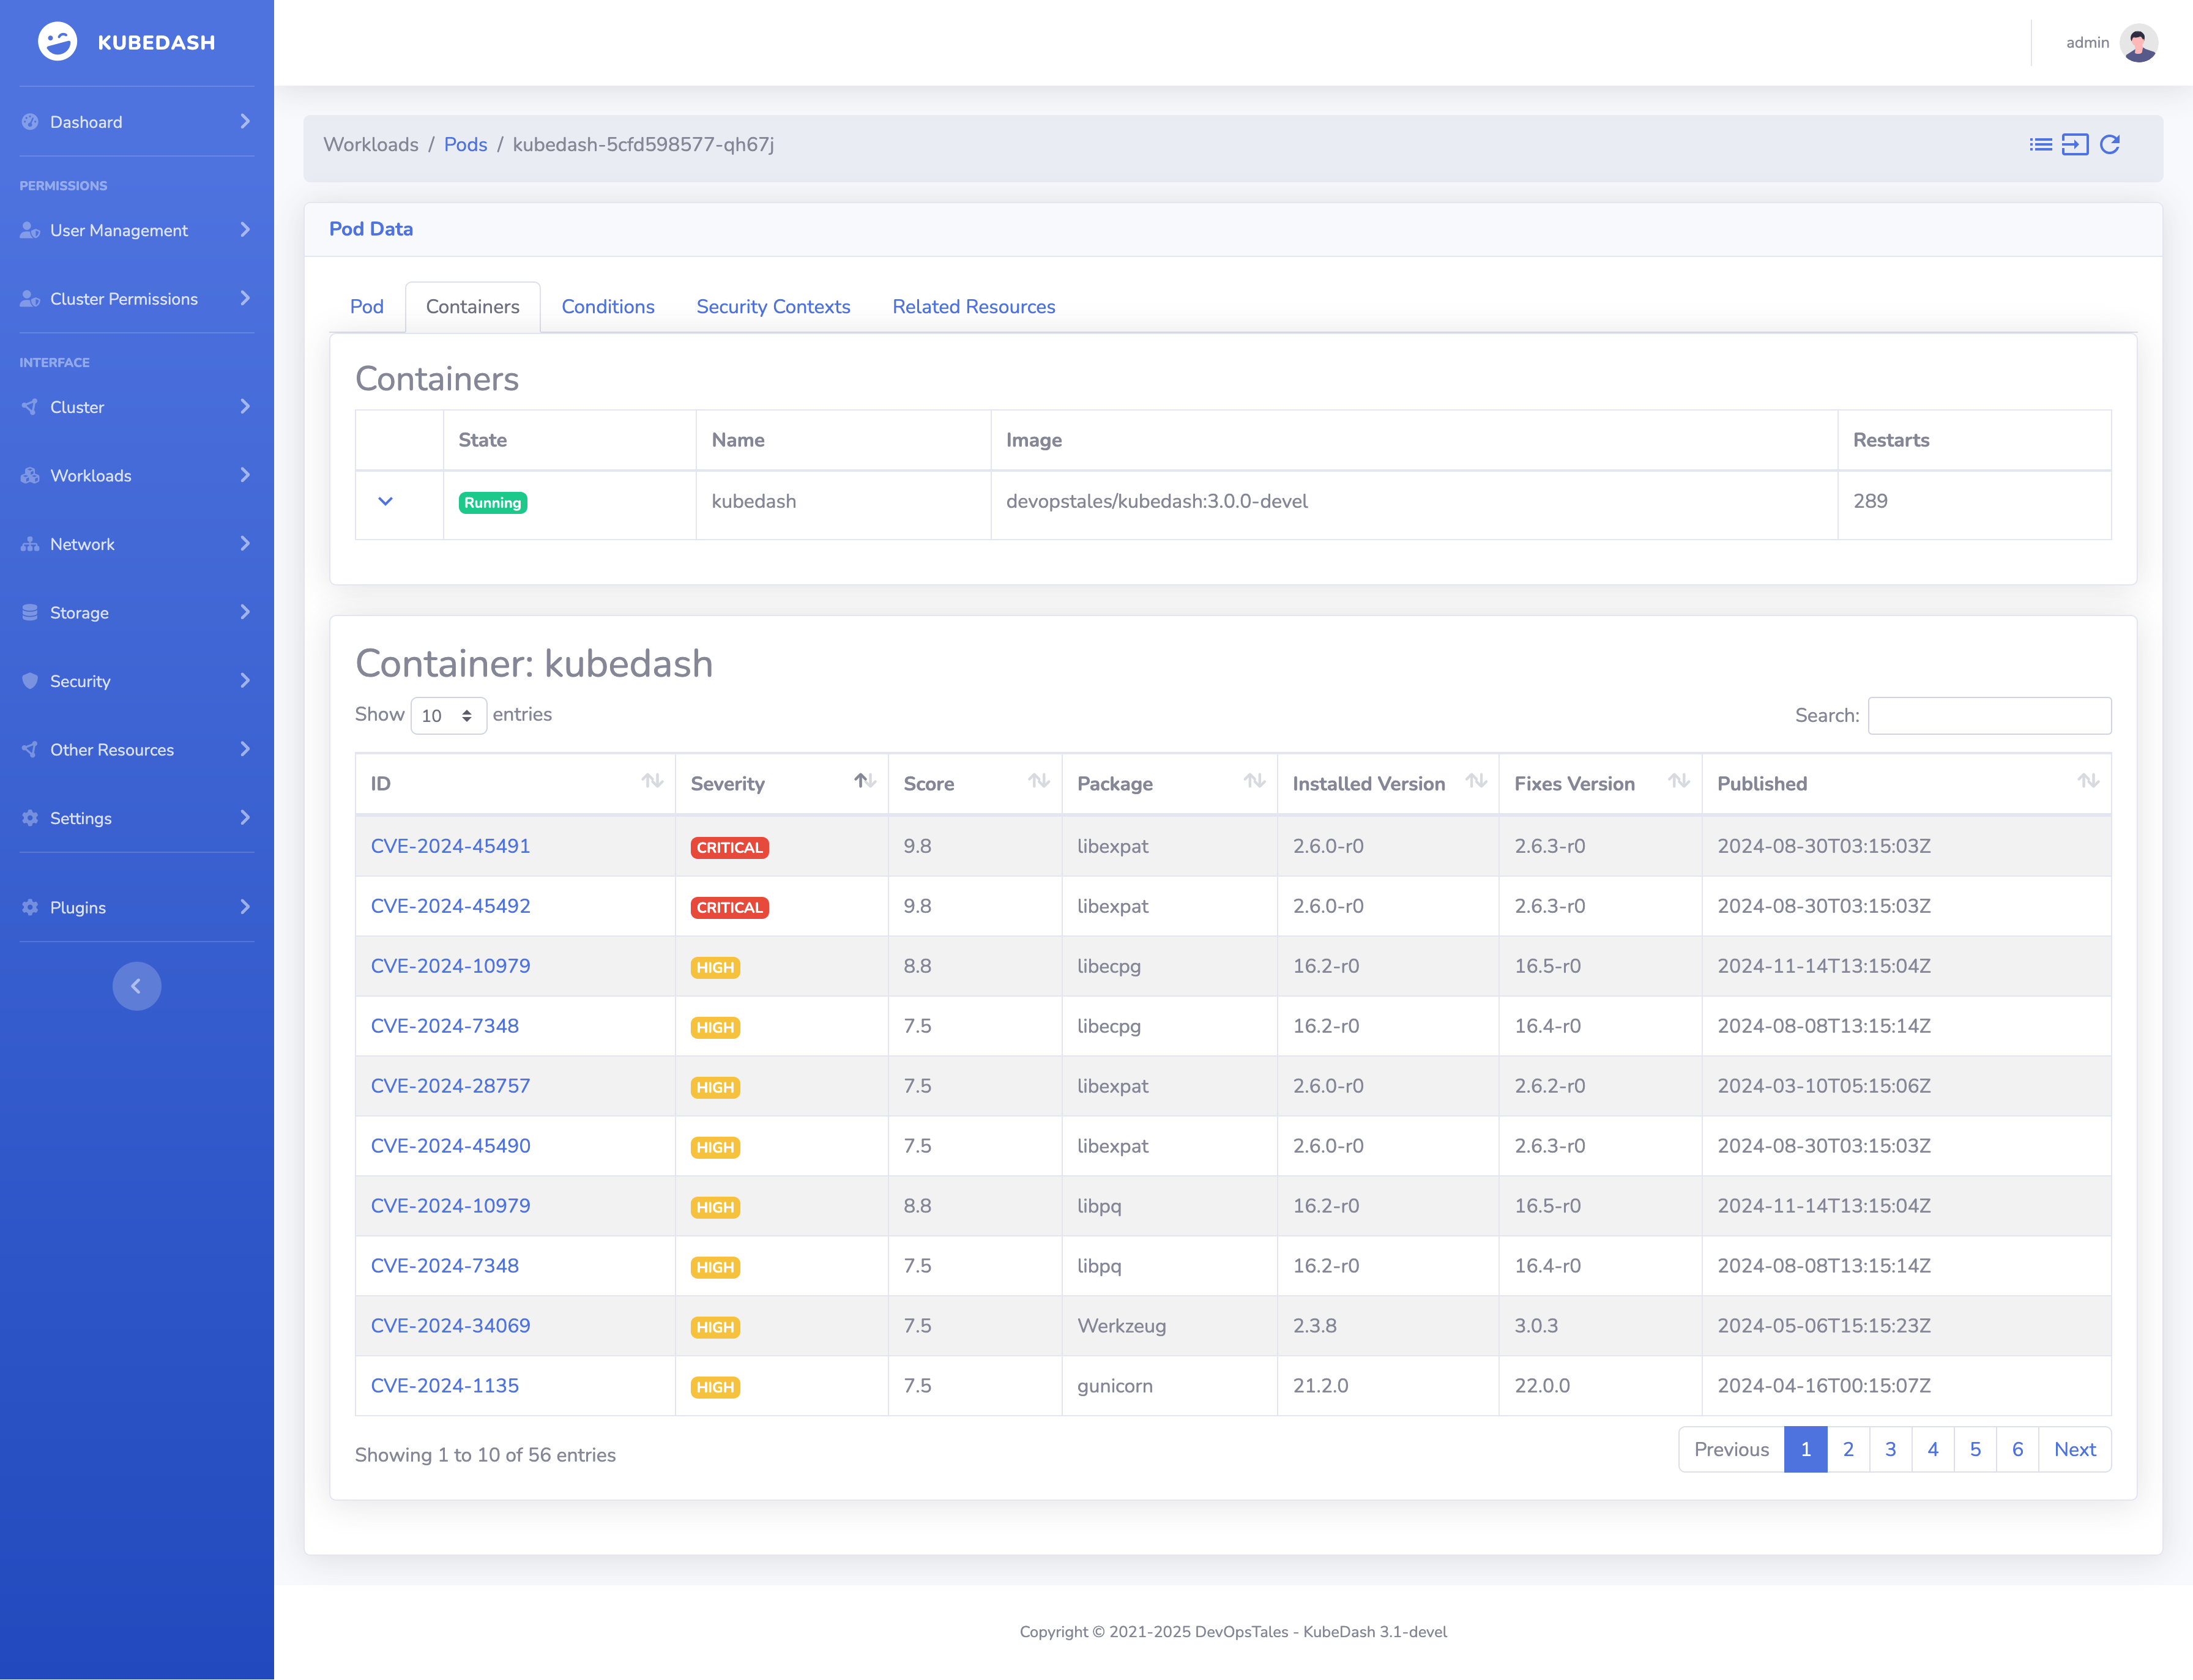 KUBEDASH
admin
Dashoard
PERMISSIONS
User Management
Cluster Permissions
INTERFACE
Cluster
Workloads
Network
Storage
Security
Other Resources
Settings
Plugins
Workloads / Pods / kubedash-5cfd598577-qh67j
Pod Data
Pod Containers Conditions Security Contexts Related Resources
Containers
State Name Image Restarts
Running kubedash devopstales/kubedash:3.0.0-devel 289
Container: kubedash
Show 10 entries Search:
ID Severity Score Package Installed Version Fixes Version Published
CVE-2024-45491 CRITICAL 9.8 libexpat 2.6.0-r0 2.6.3-r0 2024-08-30T03:15:03Z
CVE-2024-45492 CRITICAL 9.8 libexpat 2.6.0-r0 2.6.3-r0 2024-08-30T03:15:03Z
CVE-2024-10979 HIGH 8.8 libecpg 16.2-r0 16.5-r0 2024-11-14T13:15:04Z
CVE-2024-7348 HIGH 7.5 libecpg 16.2-r0 16.4-r0 2024-08-08T13:15:14Z
CVE-2024-28757 HIGH 7.5 libexpat 2.6.0-r0 2.6.2-r0 2024-03-10T05:15:06Z
CVE-2024-45490 HIGH 7.5 libexpat 2.6.0-r0 2.6.3-r0 2024-08-30T03:15:03Z
CVE-2024-10979 HIGH 8.8 libpq 16.2-r0 16.5-r0 2024-11-14T13:15:04Z
CVE-2024-7348 HIGH 7.5 libpq 16.2-r0 16.4-r0 2024-08-08T13:15:14Z
CVE-2024-34069 HIGH 7.5 Werkzeug 2.3.8 3.0.3 2024-05-06T15:15:23Z
CVE-2024-1135 HIGH 7.5 gunicorn 21.2.0 22.0.0 2024-04-16T00:15:07Z
Showing 1 to 10 of 56 entries Previous 1 2 3 4 5 6 Next
Copyright © 2021-2025 DevOpsTales - KubeDash 3.1-devel